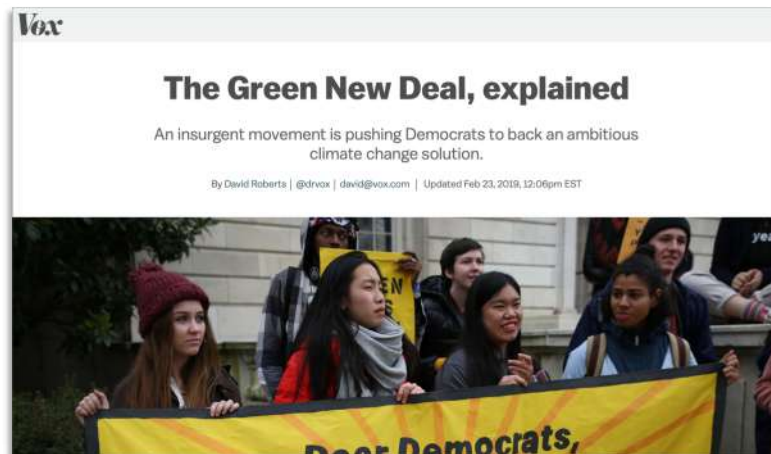 Vox
The Green New Deal, explained
An insurgent movement is pushing Democrats to back an ambitious
climate change solution.
By David Roberts | @drvox | david@vox.com | Updated Feb 23, 2019, 12:06pm EST
Dear Democrats,